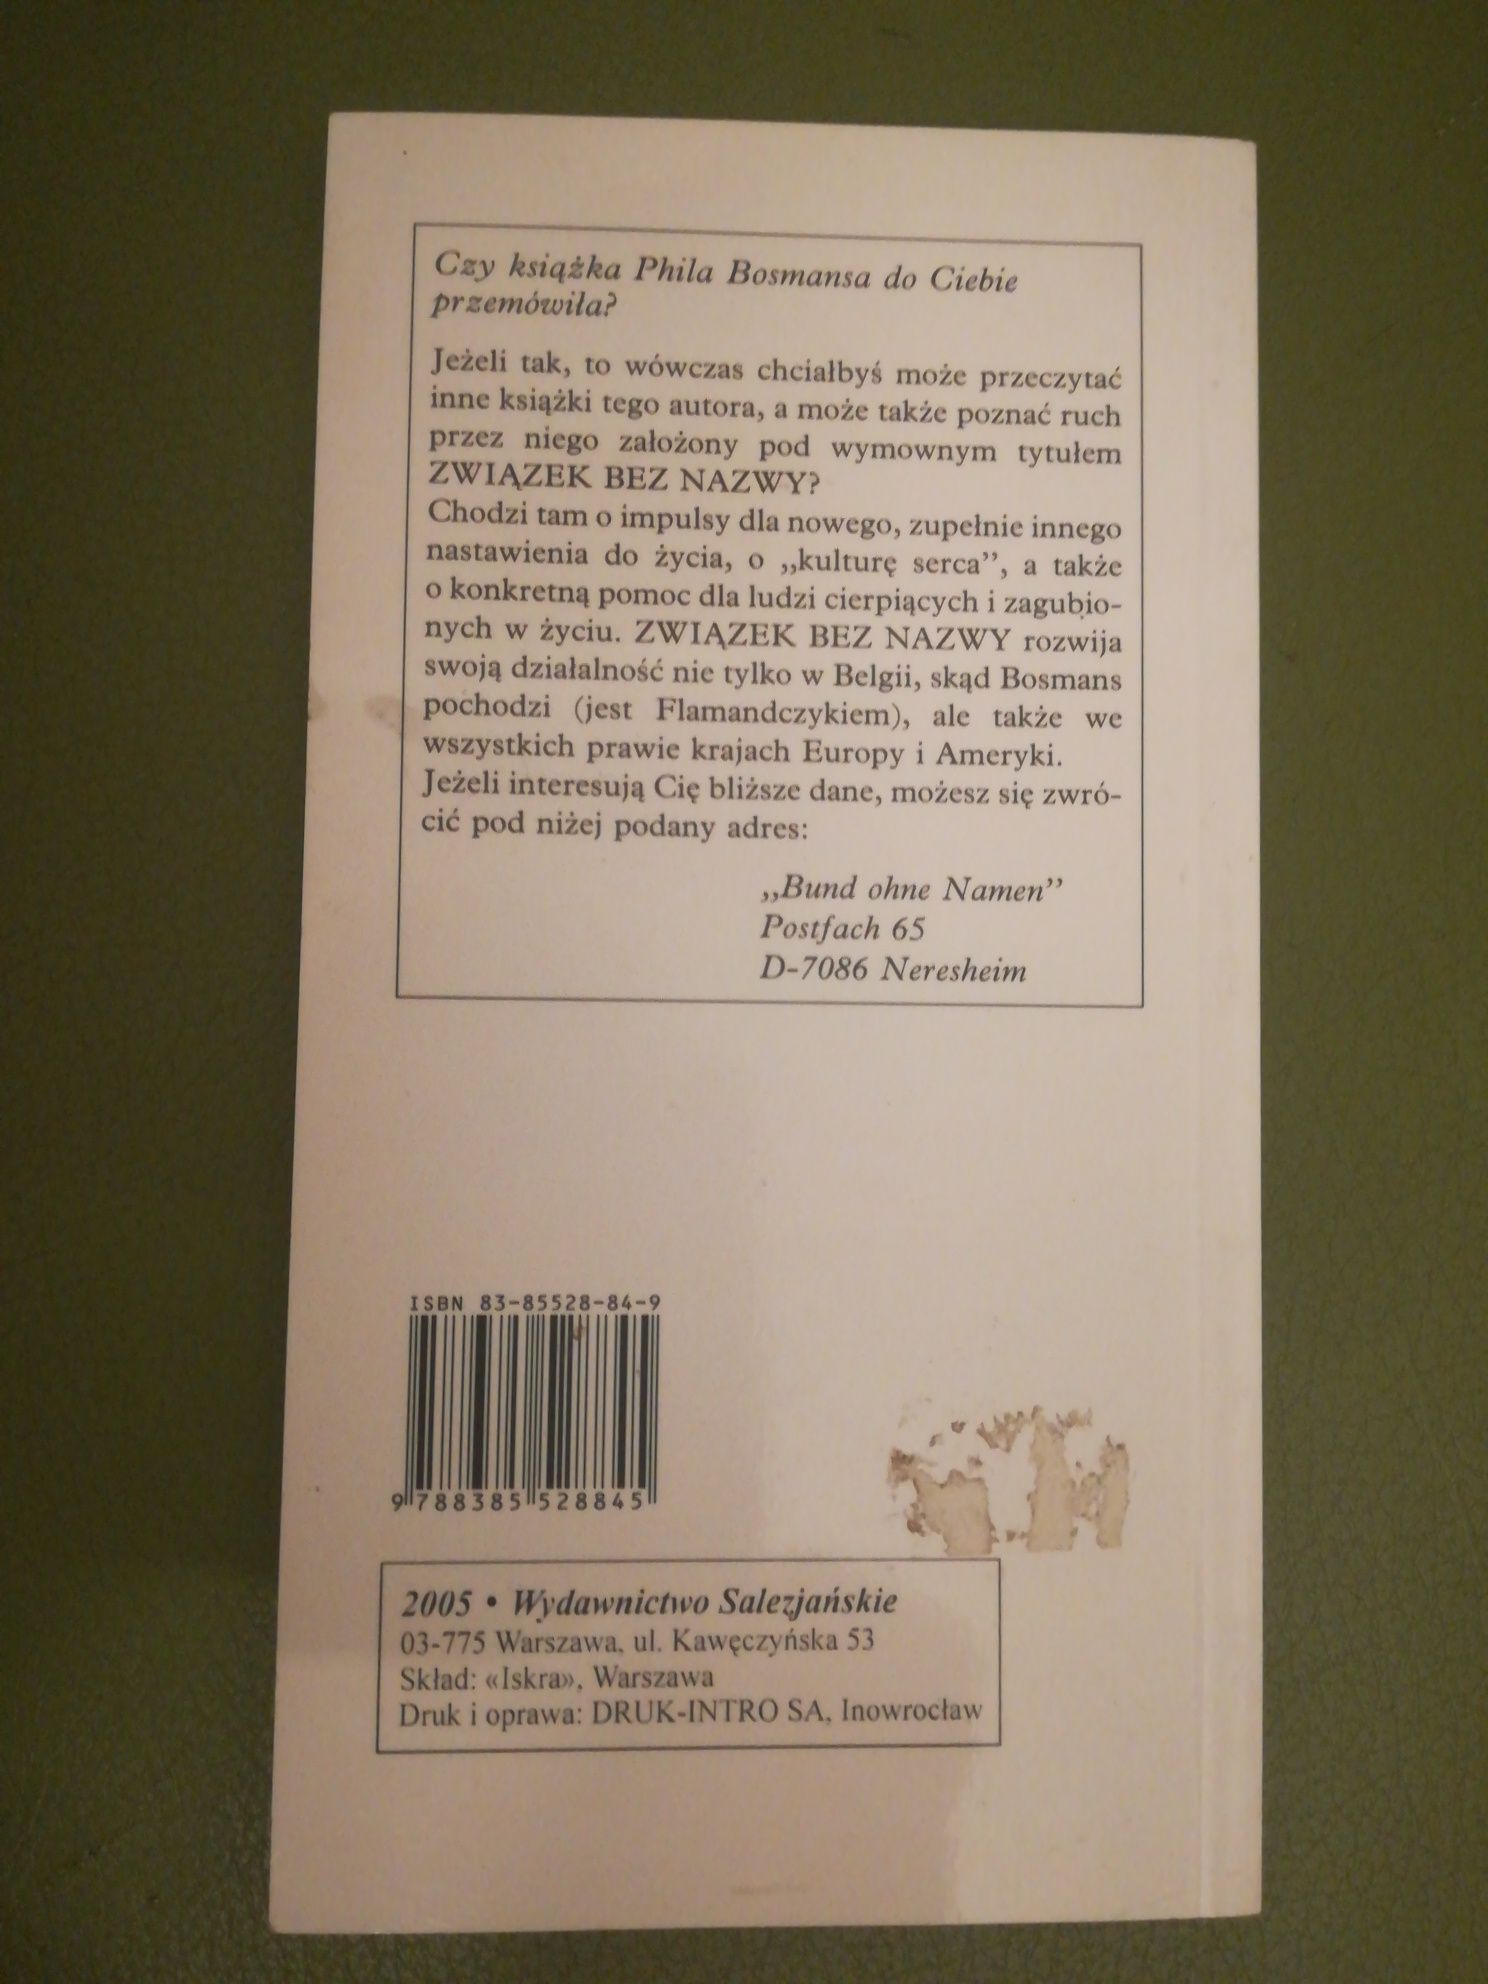 Czy książka Phila Bosmansa do Ciebie
przemówiła?
Jeżeli tak, to wówczas chciałbyś może przeczytać
inne książki tego autora, a może także poznać ruch
przez niego założony pod wymownym tytułem
ZWIĄZEK BEZ NAZWY?
Chodzi tam o impulsy dla nowego, zupełnie innego
nastawienia do życia, o „kulturę serca”, a także
o konkretną pomoc dla ludzi cierpiących i zagubio-
nych w życiu. ZWIĄZEK BEZ NAZWY rozwija
swoją działalność nie tylko w Belgii, skąd Bosmans
pochodzi (jest Flamandczykiem), ale także we
wszystkich prawie krajach Europy i Ameryki.
Jeżeli interesują Cię bliższe dane, możesz się zwró-
cić pod niżej podany adres:
„Bund ohne Namen”
Postfach 65
D-7086 Neresheim
ISBN 83-85528-84-9
9 788385 528845
2005 • Wydawnictwo Salezjańskie
03-775 Warszawa, ul. Kawęczyńska 53
Skład: «Iskra», Warszawa
Druk i oprawa: DRUK-INTRO SA, Inowrocław